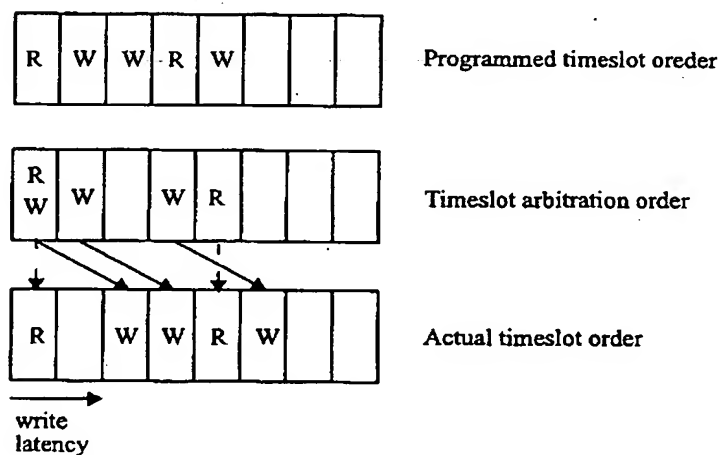 R W W R W Programmed timeslot oreder
R
W W W R Timeslot arbitration order
R W W R W Actual timeslot order
write
latency